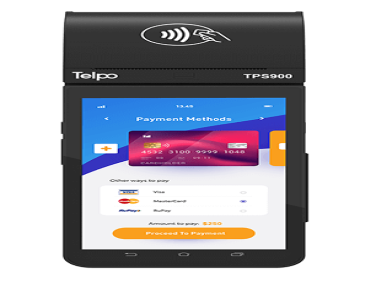 Telpo
TPS900
13:45
Payment Methods
4532 3100 9999 1048
Other ways to pay
VISA
Visa
MasterCard
RuPay
RuPay
Amount to pay: $250
Proceed To Payment